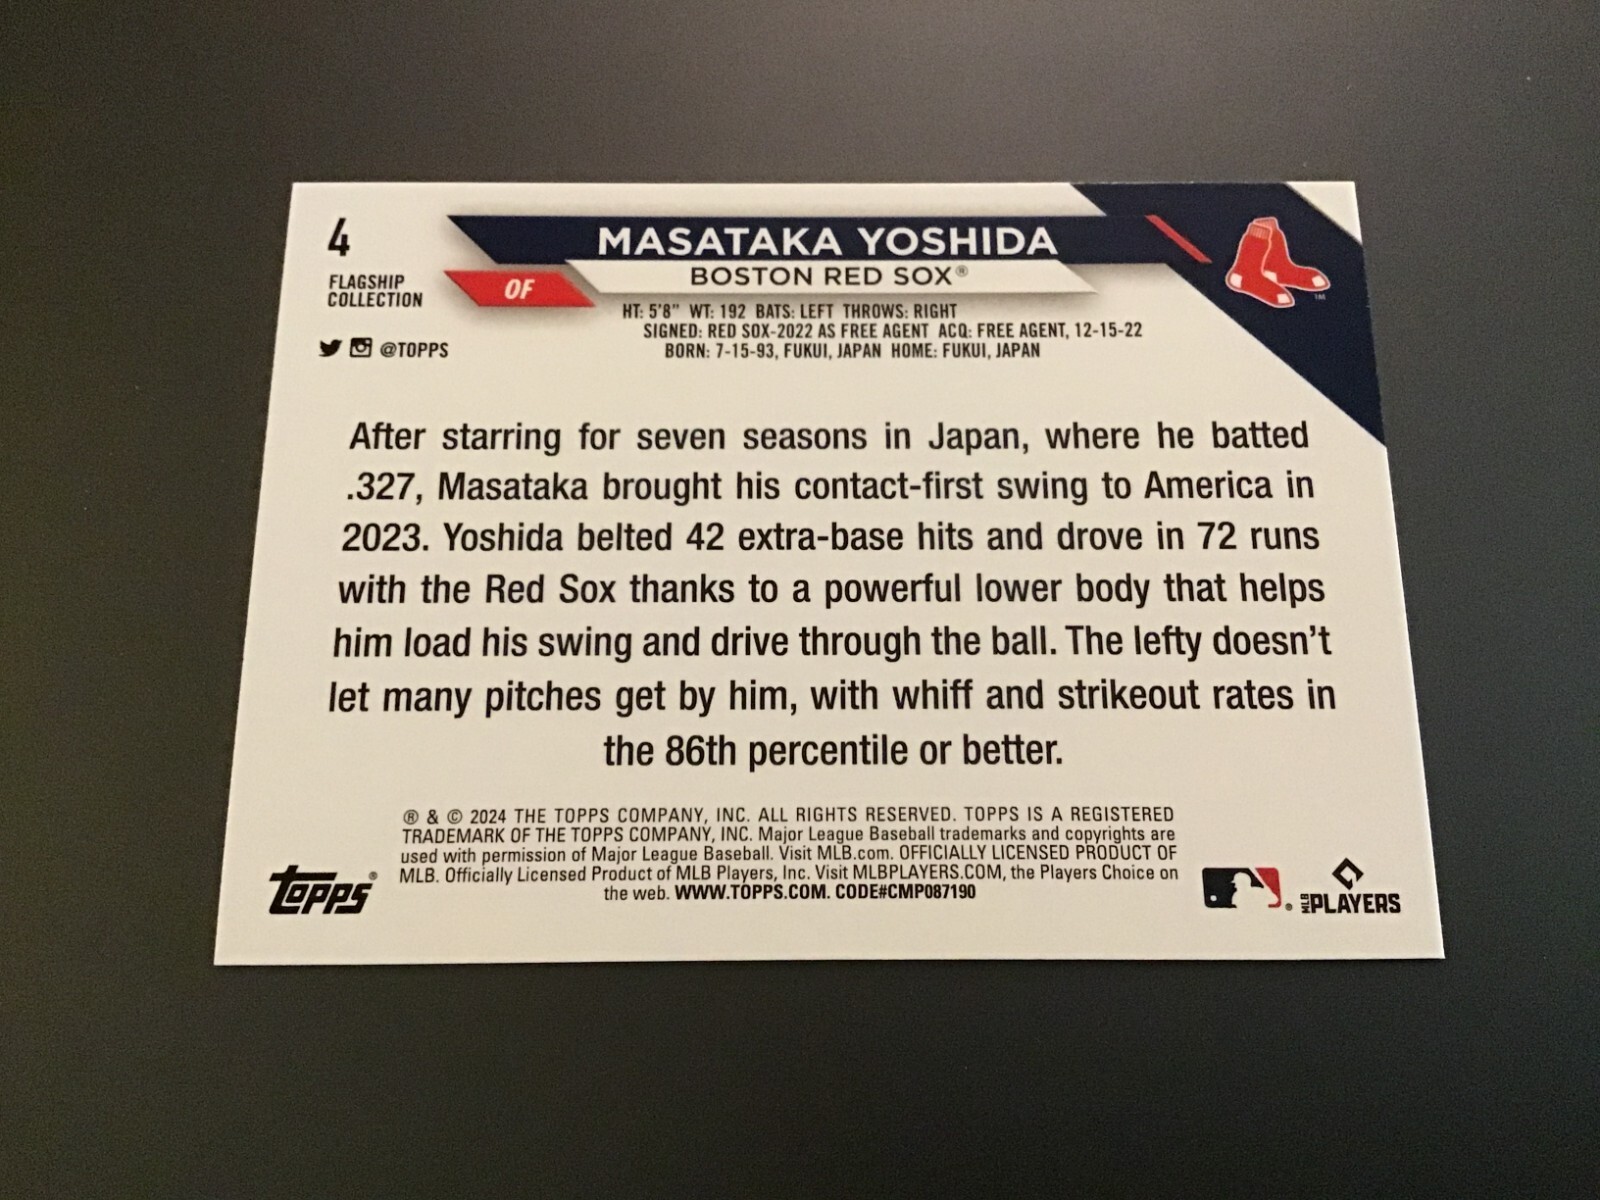 4
FLAGSHIP
COLLECTION
@TOPPS
MASATAKA YOSHIDA
BOSTON RED SOX®
OF
HT: 5'8" WT: 192 BATS: LEFT THROWS: RIGHT
SIGNED: RED SOX-2022 AS FREE AGENT ACQ: FREE AGENT, 12-15-22
BORN: 7-15-93, FUKUI, JAPAN HOME: FUKUI, JAPAN
TM
After starring for seven seasons in Japan, where he batted
.327, Masataka brought his contact-first swing to America in
2023. Yoshida belted 42 extra-base hits and drove in 72 runs
with the Red Sox thanks to a powerful lower body that helps
him load his swing and drive through the ball. The lefty doesn't
let many pitches get by him, with whiff and strikeout rates in
the 86th percentile or better.
® & © 2024 THE TOPPS COMPANY, INC. ALL RIGHTS RESERVED. TOPPS IS A REGISTERED
TRADEMARK OF THE TOPPS COMPANY, INC. Major League Baseball trademarks and copyrights are
used with permission of Major League Baseball. Visit MLB.com. OFFICIALLY LICENSED PRODUCT OF
MLB. Officially Licensed Product of MLB Players, Inc. Visit MLBPLAYERS.COM, the Players Choice on
the web. WWW.TOPPS.COM. CODE#CMP087190
TOPPS®
®
MLB PLAYERS